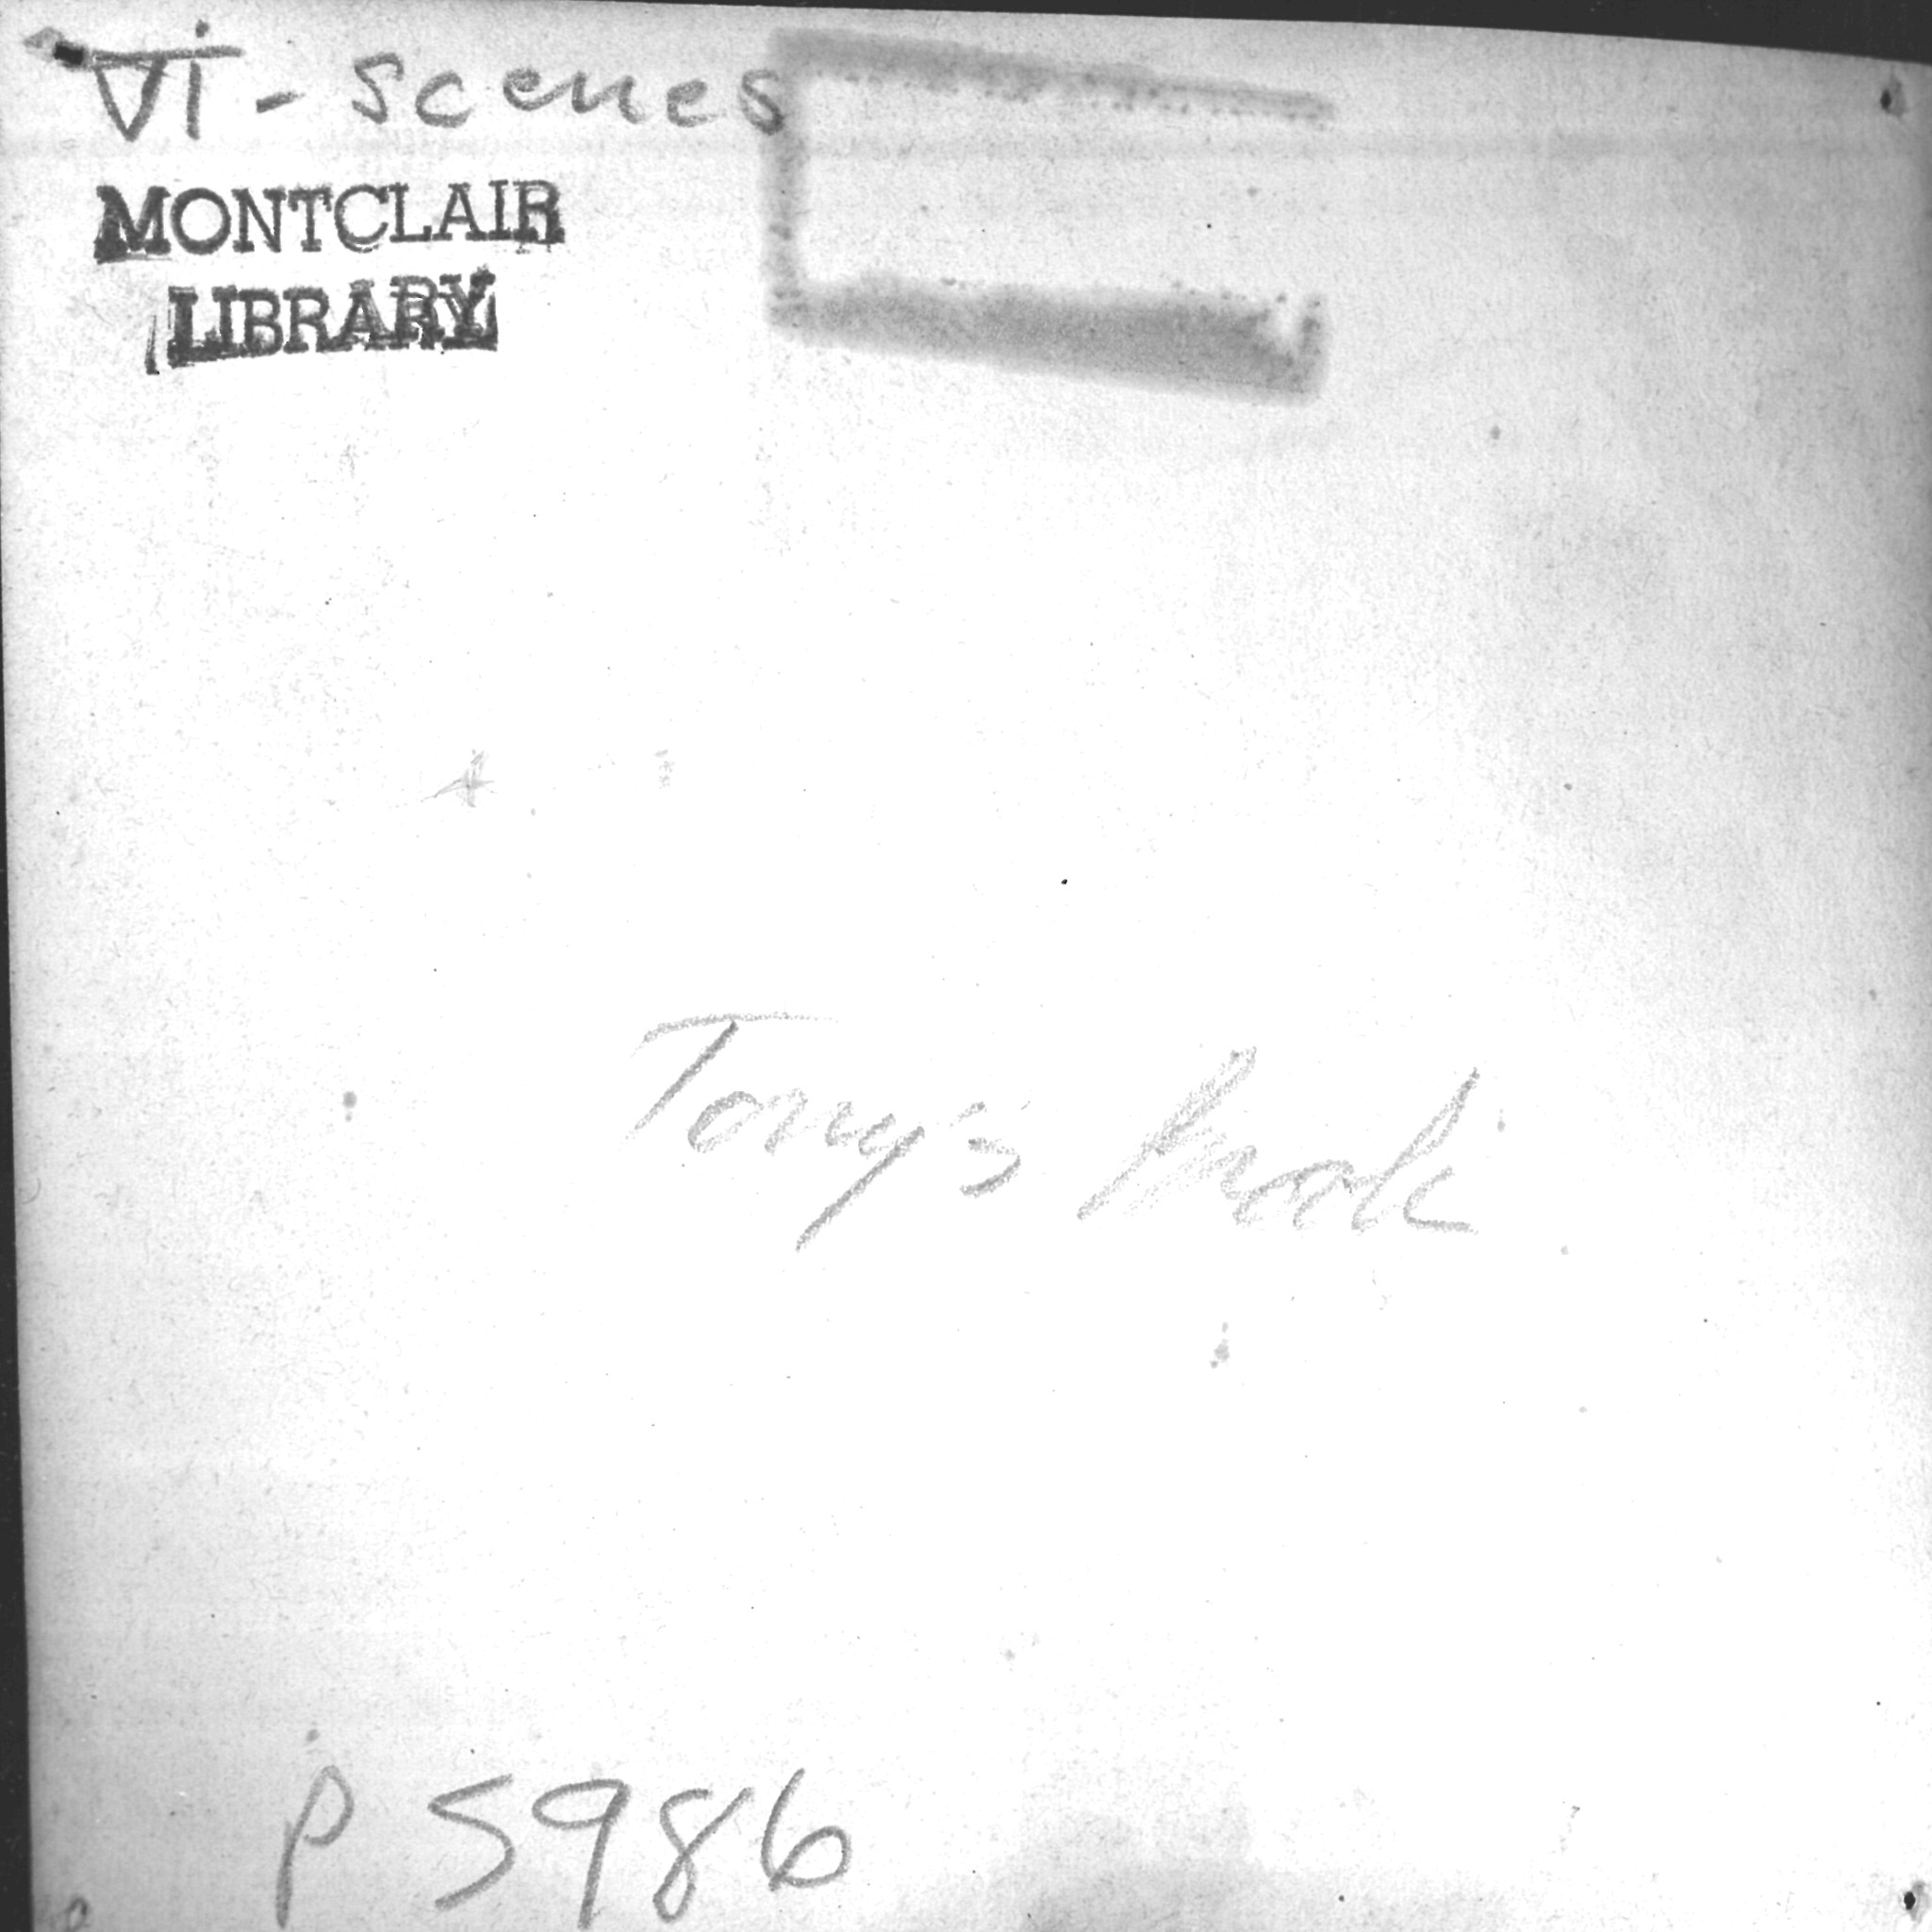 VI - Scenes
MONTCLAIR
LIBRARY
Tony's Brook
P 5986